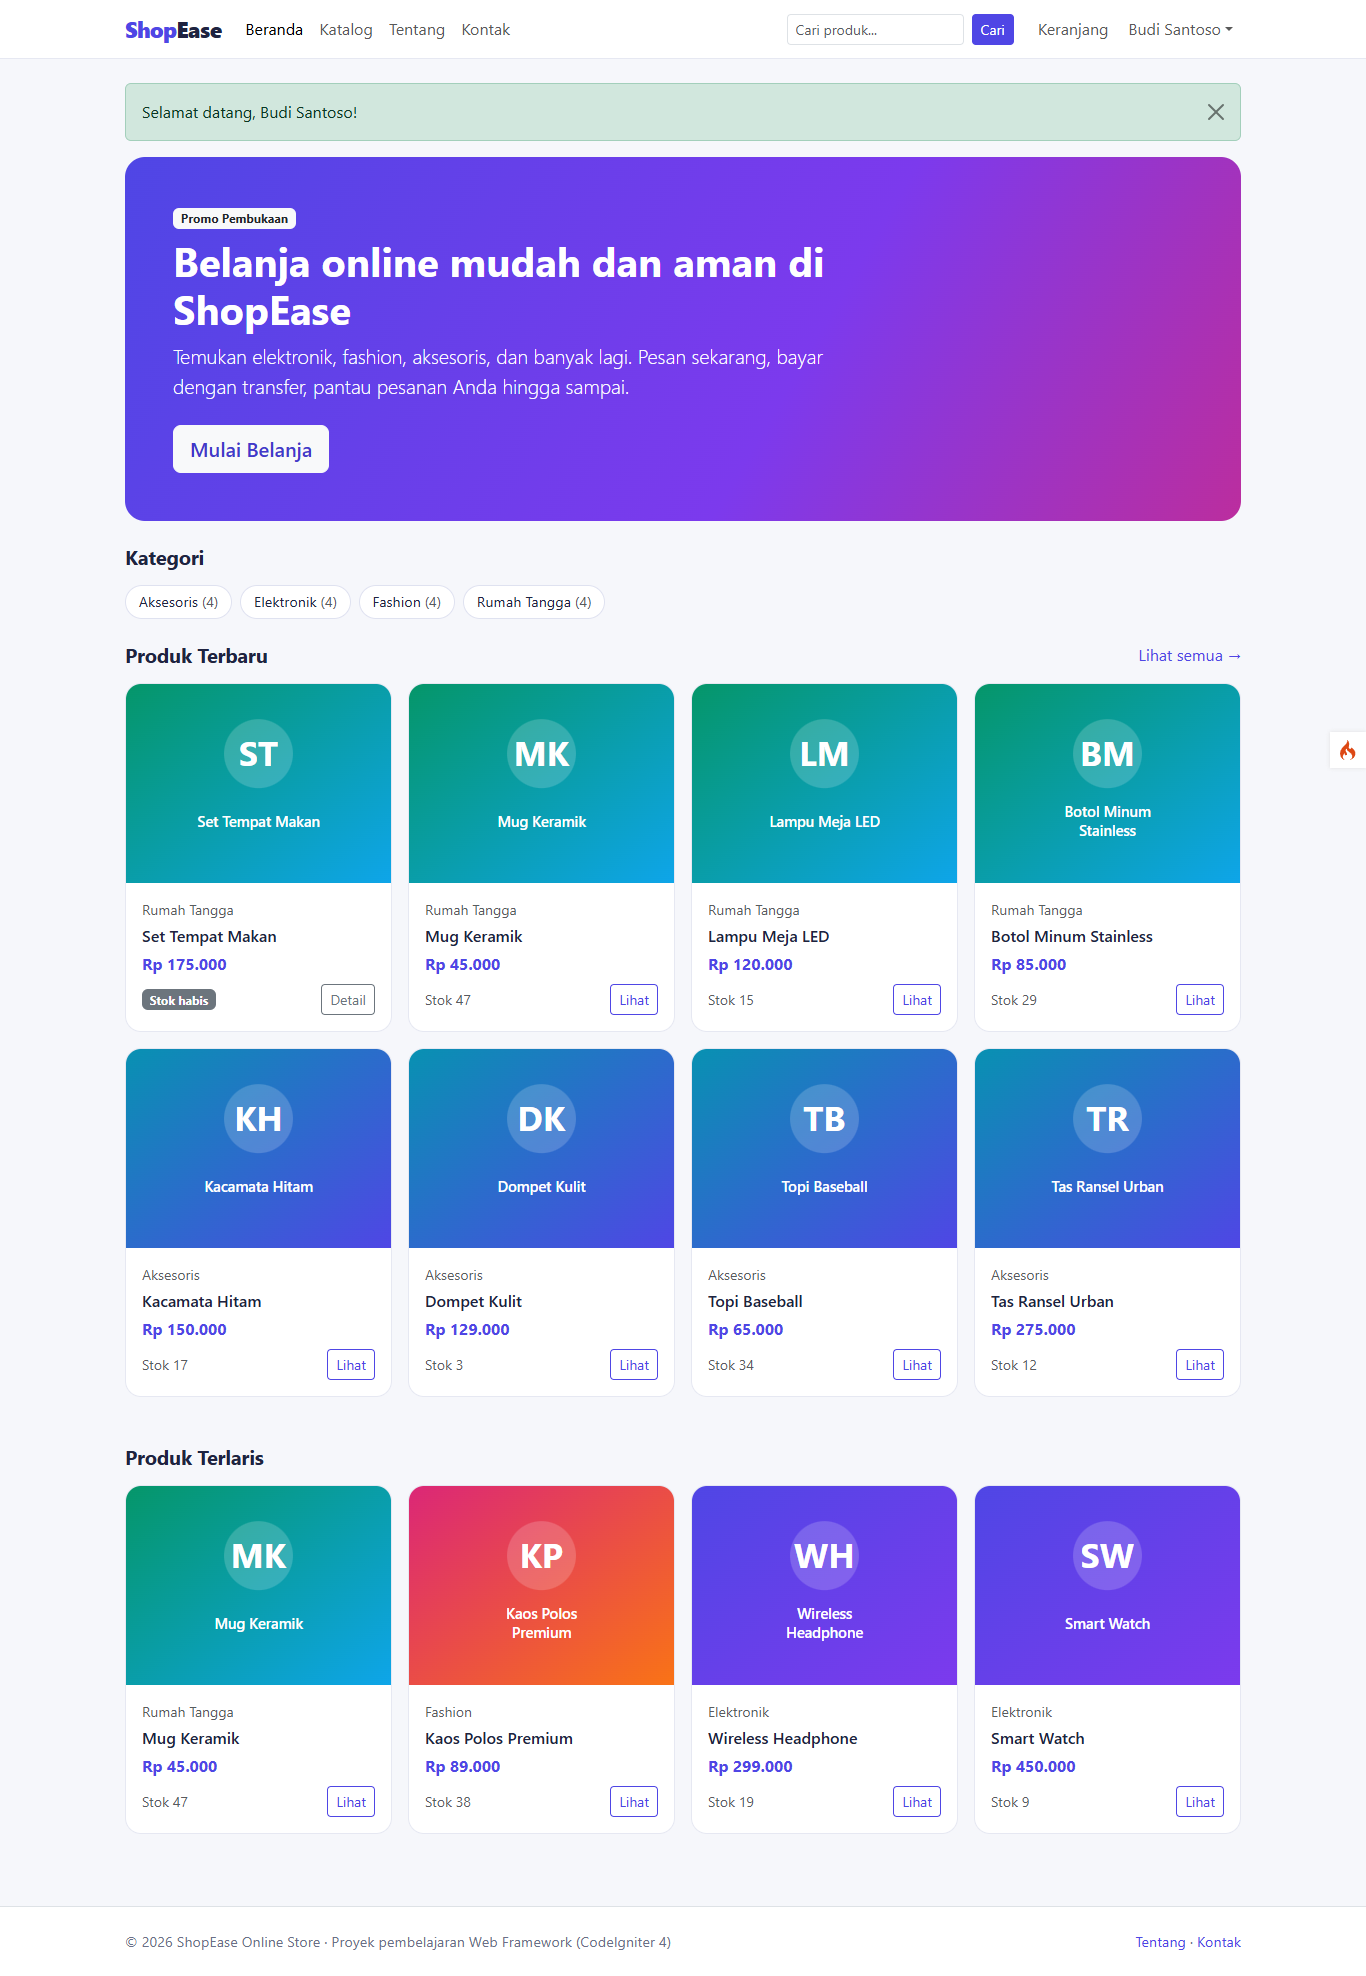 ShopEase Beranda Katalog Tentang Kontak Cari produk... Cari Keranjang Budi Santoso
Selamat datang, Budi Santoso!
Promo Pembukaan
Belanja online mudah dan aman di
ShopEase
Temukan elektronik, fashion, aksesoris, dan banyak lagi. Pesan sekarang, bayar
dengan transfer, pantau pesanan Anda hingga sampai.
Mulai Belanja
Kategori
Aksesoris (4) Elektronik (4) Fashion (4) Rumah Tangga (4)
Produk Terbaru Lihat semua →
ST
Set Tempat Makan
Rumah Tangga
Set Tempat Makan
Rp 175.000
Stok habis Detail
MK
Mug Keramik
Rumah Tangga
Mug Keramik
Rp 45.000
Stok 47 Lihat
LM
Lampu Meja LED
Rumah Tangga
Lampu Meja LED
Rp 120.000
Stok 15 Lihat
BM
Botol Minum
Stainless
Rumah Tangga
Botol Minum Stainless
Rp 85.000
Stok 29 Lihat
KH
Kacamata Hitam
Aksesoris
Kacamata Hitam
Rp 150.000
Stok 17 Lihat
DK
Dompet Kulit
Aksesoris
Dompet Kulit
Rp 129.000
Stok 3 Lihat
TB
Topi Baseball
Aksesoris
Topi Baseball
Rp 65.000
Stok 34 Lihat
TR
Tas Ransel Urban
Aksesoris
Tas Ransel Urban
Rp 275.000
Stok 12 Lihat
Produk Terlaris
MK
Mug Keramik
Rumah Tangga
Mug Keramik
Rp 45.000
Stok 47 Lihat
KP
Kaos Polos
Premium
Fashion
Kaos Polos Premium
Rp 89.000
Stok 38 Lihat
WH
Wireless
Headphone
Elektronik
Wireless Headphone
Rp 299.000
Stok 19 Lihat
SW
Smart Watch
Elektronik
Smart Watch
Rp 450.000
Stok 9 Lihat
© 2026 ShopEase Online Store · Proyek pembelajaran Web Framework (CodeIgniter 4) Tentang · Kontak